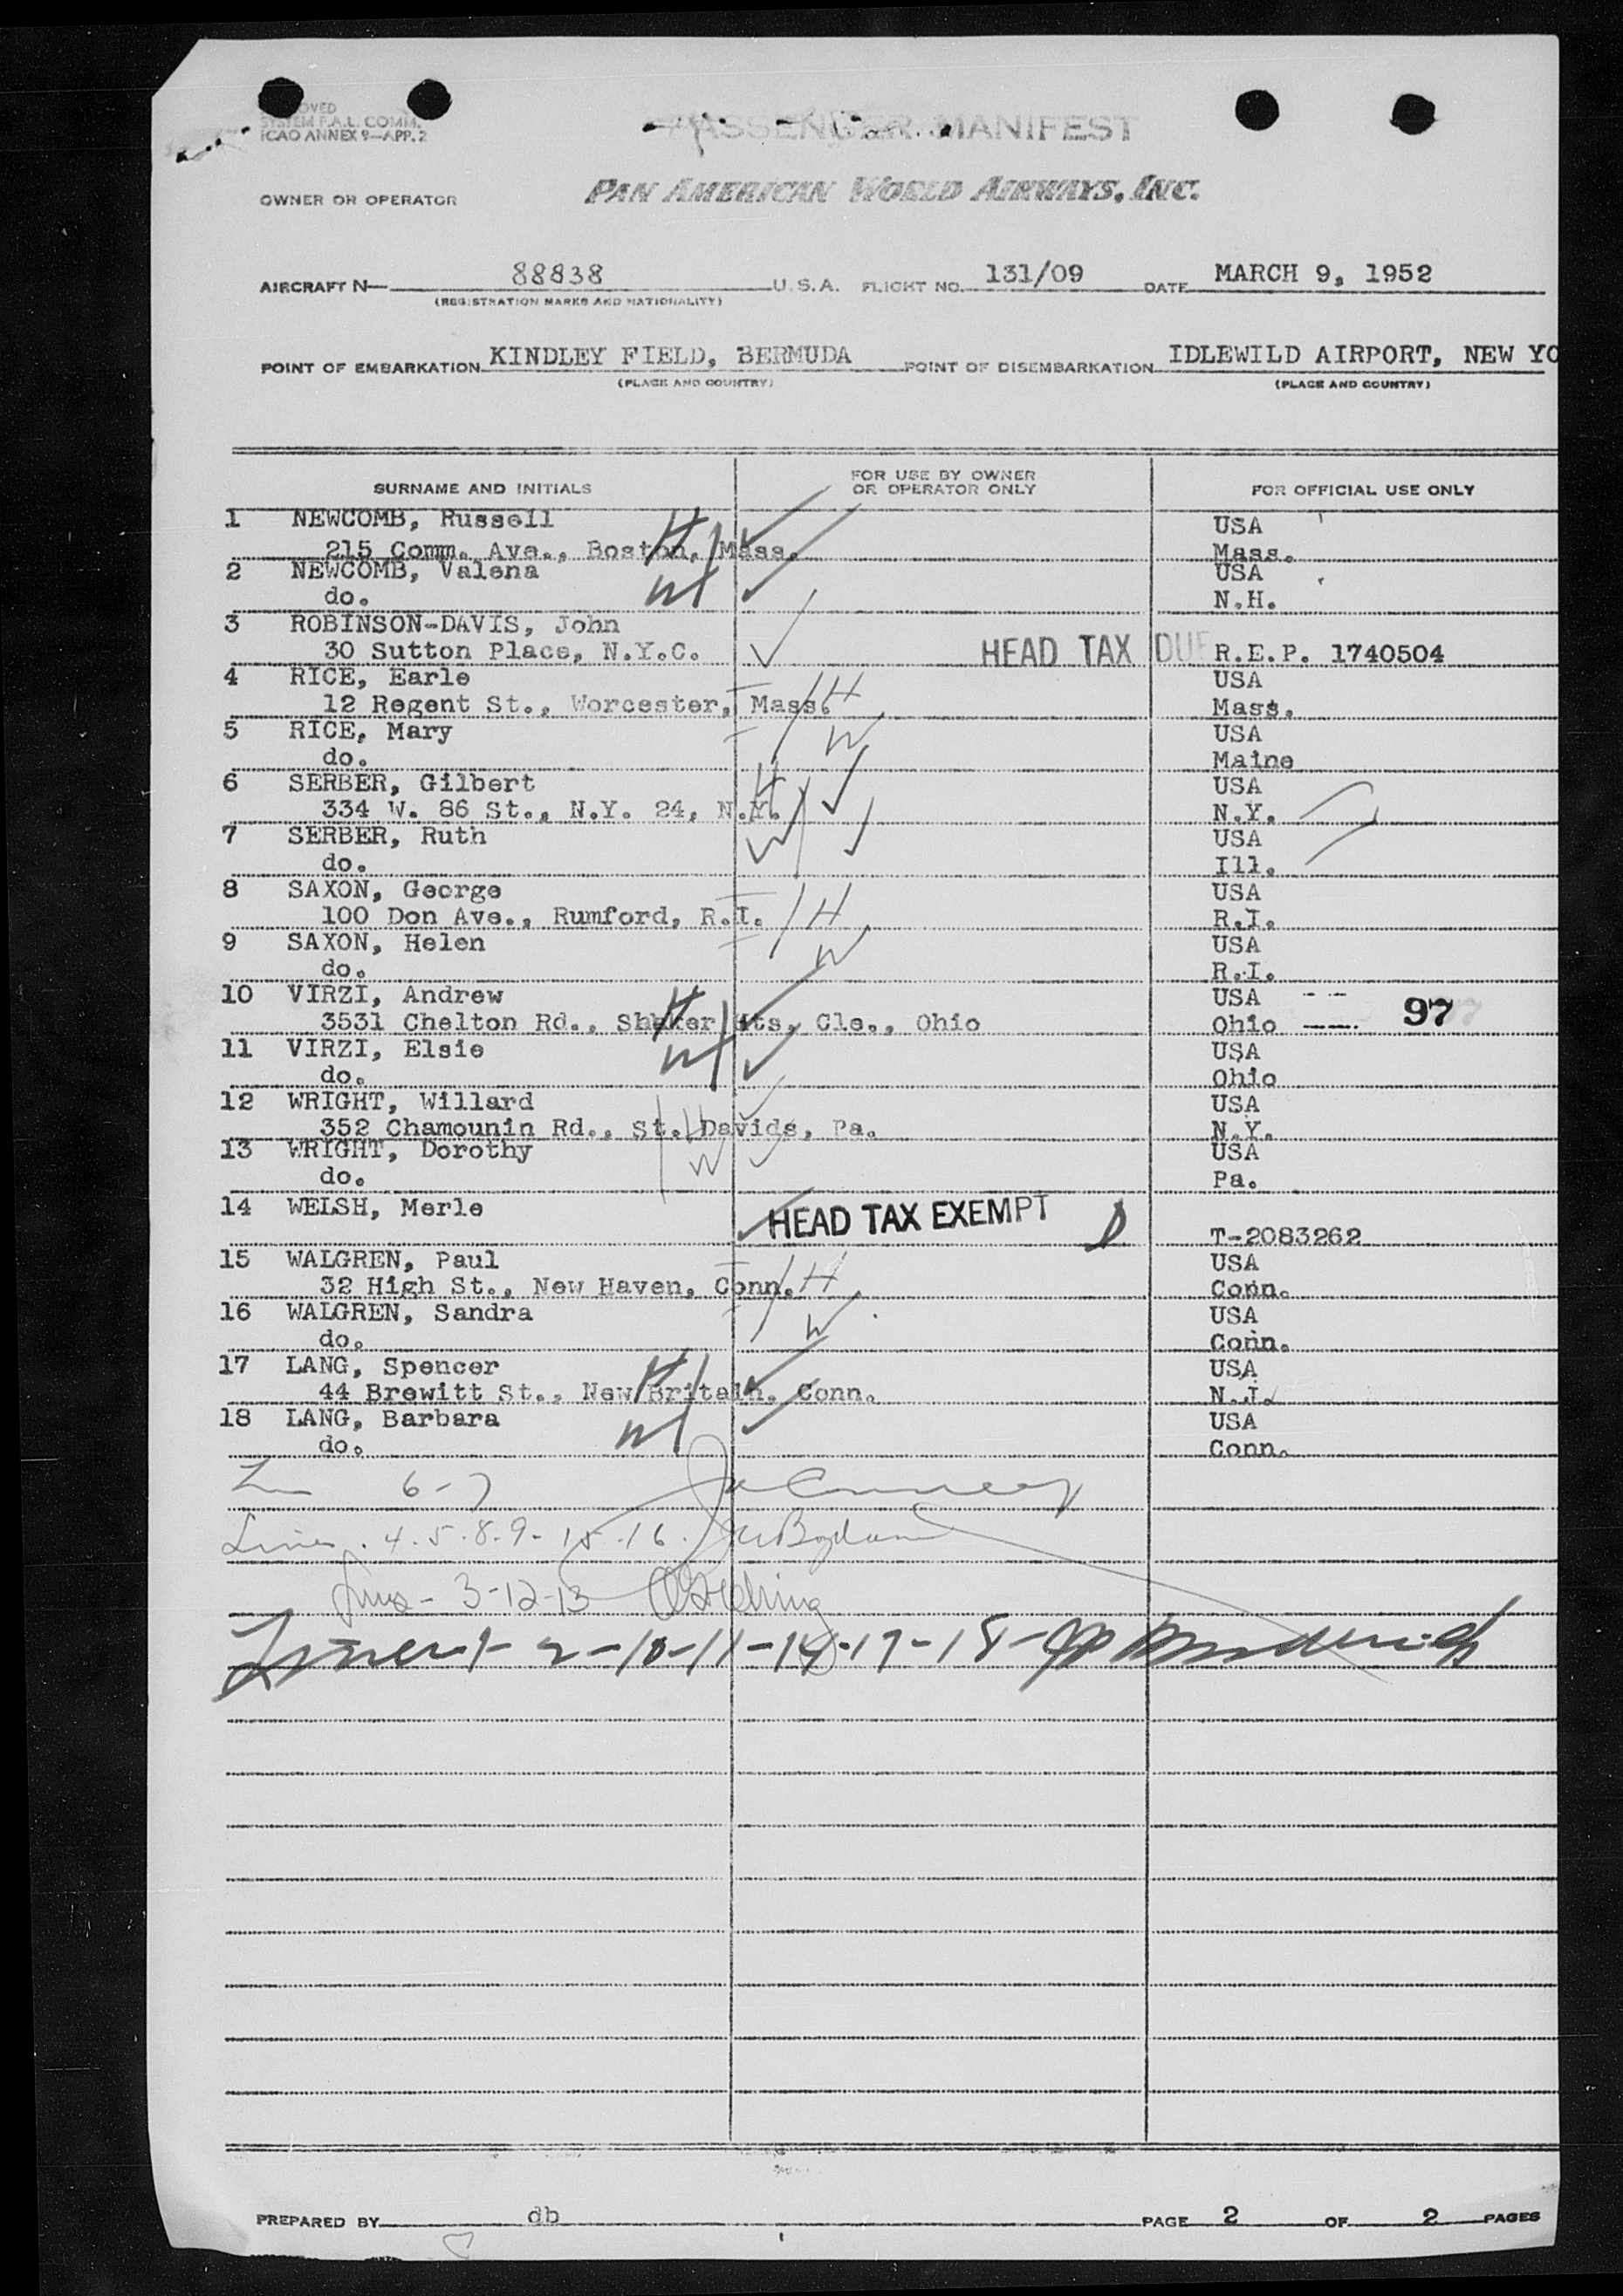 SYSTEM F.A.L. COMM.
ICAO ANNEX 9—APP. 2
PASSENGER MANIFEST
OWNER OR OPERATOR PAN AMERICAN WORLD AIRWAYS, INC.
AIRCRAFT N— 88838 U.S.A. FLIGHT NO. 131/09 DATE MARCH 9, 1952
(REGISTRATION MARKS AND NATIONALITY)
POINT OF EMBARKATION KINDLEY FIELD, BERMUDA POINT OF DISEMBARKATION IDLEWILD AIRPORT, NEW YO
(PLACE AND COUNTRY) (PLACE AND COUNTRY)
SURNAME AND INITIALS FOR USE BY OWNER OR OPERATOR ONLY FOR OFFICIAL USE ONLY
1 NEWCOMB, Russell H USA
215 Comm. Ave., Boston, Mass. Mass.
2 NEWCOMB, Valena W USA
do. N.H.
3 ROBINSON-DAVIS, John
30 Sutton Place, N.Y.C. HEAD TAX DUE R.E.P. 1740504
4 RICE, Earle H USA
12 Regent St., Worcester, Mass. Mass.
5 RICE, Mary W USA
do. Maine
6 SERBER, Gilbert H USA
334 W. 86 St., N.Y. 24, N.Y. N.Y.
7 SERBER, Ruth W USA
do. Ill.
8 SAXON, George H USA
100 Don Ave., Rumford, R.I. R.I.
9 SAXON, Helen W USA
do. R.I.
10 VIRZI, Andrew H USA
3531 Chelton Rd., Shaker Hts. Cle., Ohio Ohio 97
11 VIRZI, Elsie W USA
do. Ohio
12 WRIGHT, Willard H USA
352 Chamounin Rd., St. Davids, Pa. N.Y.
13 WRIGHT, Dorothy W USA
do. Pa.
14 WELSH, Merle HEAD TAX EXEMPT
T-2083262
15 WALGREN, Paul H USA
32 High St., New Haven, Conn. Conn.
16 WALGREN, Sandra W USA
do. Conn.
17 LANG, Spencer H USA
44 Brewitt St., New Britain, Conn. N.J.
18 LANG, Barbara W USA
do. Conn.
6-7
Lines. 4. 5. 8. 9- 15-16.
Lines- 3-12-13
Lines 1- 2-10-11-14-17-18-
PREPARED BY db PAGE 2 OF 2 PAGES